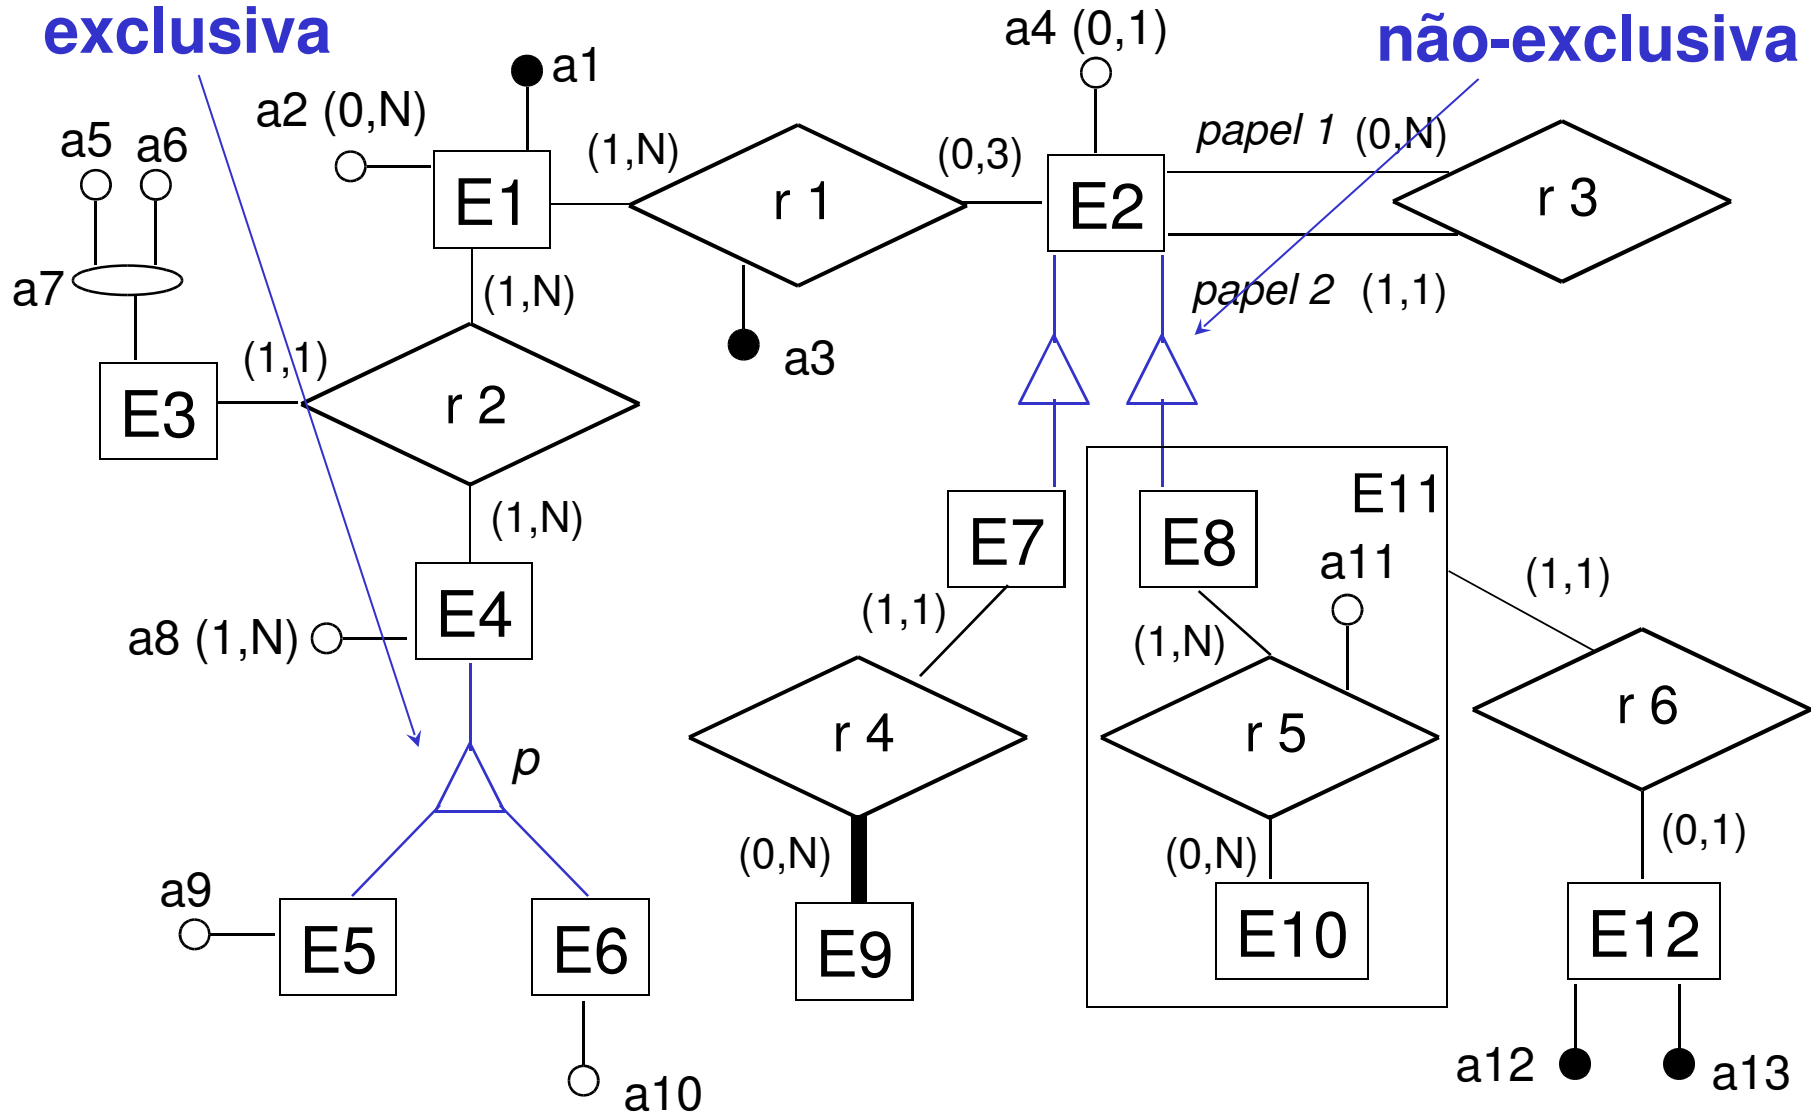 exclusiva
a4 (0,1)
não-exclusiva
a1
a2 (0,N)
a5
a6
papel 1 (0,N)
(1,N)
(0,3)
E1
r 1
E2
r 3
a7
(1,N)
papel 2 (1,1)
(1,1)
a3
E3
r 2
(1,N)
E11
E7
E8
a11
(1,1)
E4
(1,1)
a8 (1,N)
(1,N)
r 4
r 5
r 6
p
(0,N)
(0,N)
(0,1)
a9
E5
E6
E9
E10
E12
a12
a13
a10